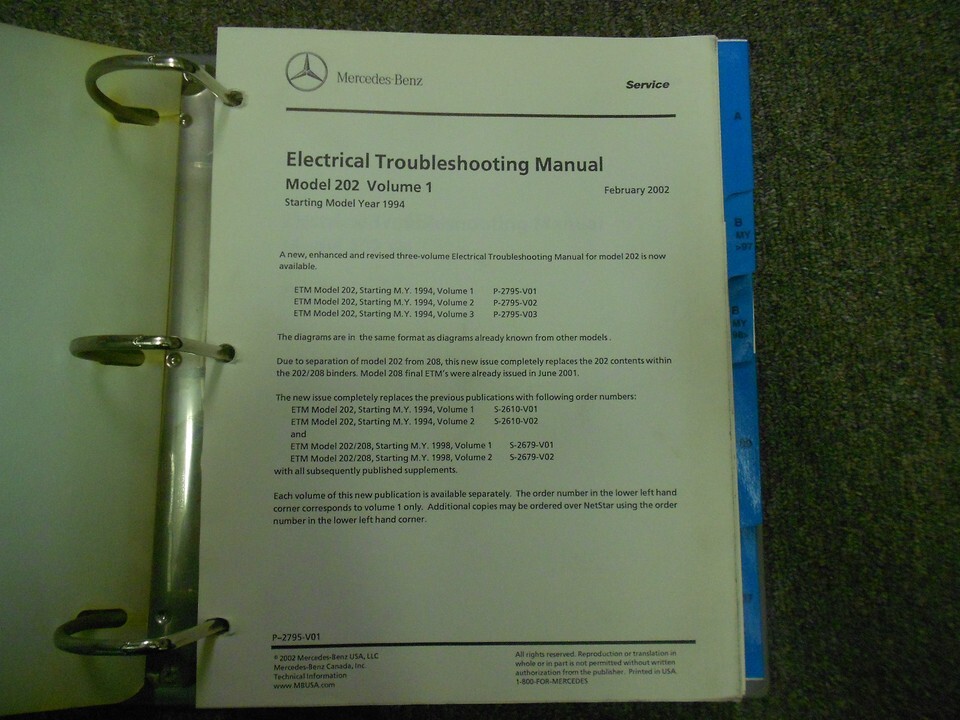 Mercedes-Benz
Service
Electrical Troubleshooting Manual
Model 202 Volume 1
February 2002
Starting Model Year 1994
A new, enhanced and revised three-volume Electrical Troubleshooting Manual for model 202 is now
available.
ETM Model 202, Starting M.Y. 1994, Volume 1 P-2795-V01
ETM Model 202, Starting M.Y. 1994, Volume 2 P-2795-V02
ETM Model 202, Starting M.Y. 1994, Volume 3 P-2795-V03
The diagrams are in the same format as diagrams already known from other models.
Due to separation of model 202 from 208, this new issue completely replaces the 202 contents within
the 202/208 binders. Model 208 final ETM's were already issued in June 2001.
The new issue completely replaces the previous publications with following order numbers:
ETM Model 202, Starting M.Y. 1994, Volume 1 S-2610-V01
ETM Model 202, Starting M.Y. 1994, Volume 2 S-2610-V02
and
ETM Model 202/208, Starting M.Y. 1998, Volume 1 S-2679-V01
ETM Model 202/208, Starting M.Y. 1998, Volume 2 S-2679-V02
with all subsequently published supplements.
Each volume of this new publication is available separately. The order number in the lower left hand
corner corresponds to volume 1 only. Additional copies may be ordered over NetStar using the order
number in the lower left hand corner.
P-2795-V01
© 2002 Mercedes-Benz USA, LLC
Mercedes-Benz Canada, Inc.
Technical Information
www.MBUSA.com
All rights reserved. Reproduction or translation in
whole or in part is not permitted without written
authorization from the publisher. Printed in USA.
1-800-FOR-MERCEDES
A
B
MY
>97
B
MY